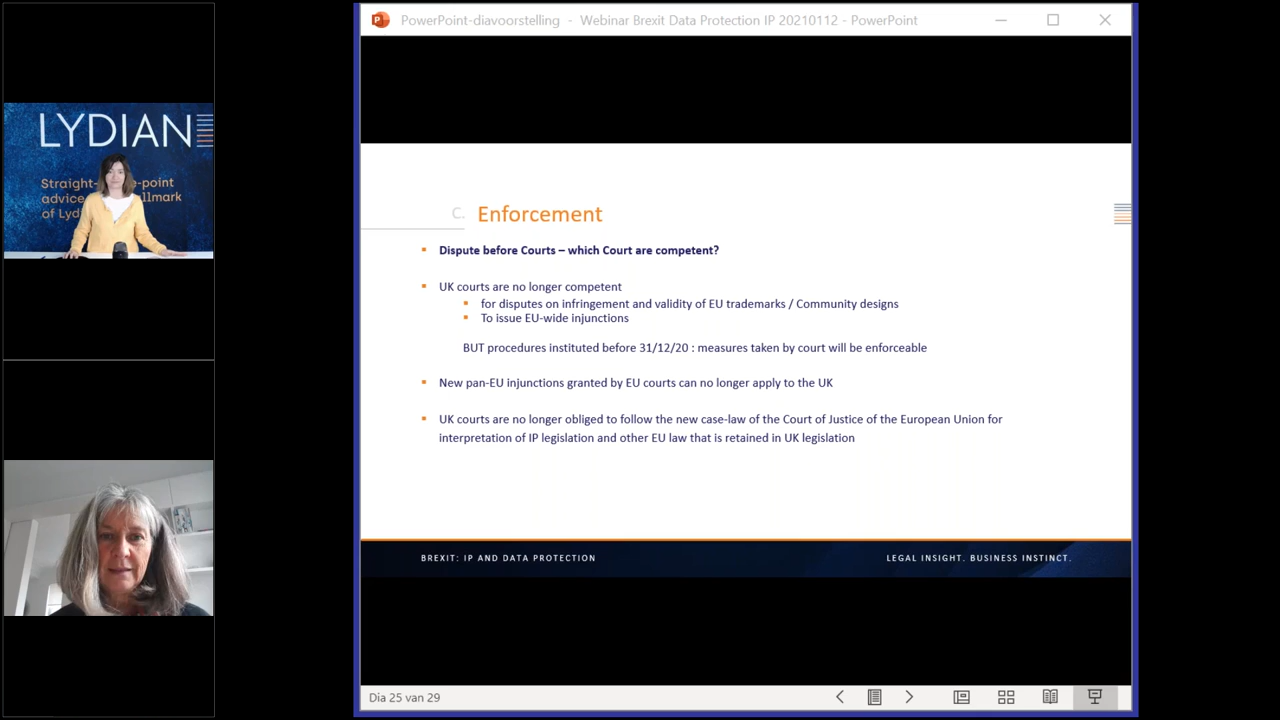 PowerPoint-diavoorstelling - Webinar Brexit Data Protection IP 20210112 - PowerPoint
LYDIAN
Straight- e-point
advice llmark
of Lyd
C. Enforcement
Dispute before Courts – which Court are competent?
UK courts are no longer competent
for disputes on infringement and validity of EU trademarks / Community designs
To issue EU-wide injunctions
BUT procedures instituted before 31/12/20 : measures taken by court will be enforceable
New pan-EU injunctions granted by EU courts can no longer apply to the UK
UK courts are no longer obliged to follow the new case-law of the Court of Justice of the European Union for
interpretation of IP legislation and other EU law that is retained in UK legislation
BREXIT: IP AND DATA PROTECTION
LEGAL INSIGHT. BUSINESS INSTINCT.
Dia 25 van 29